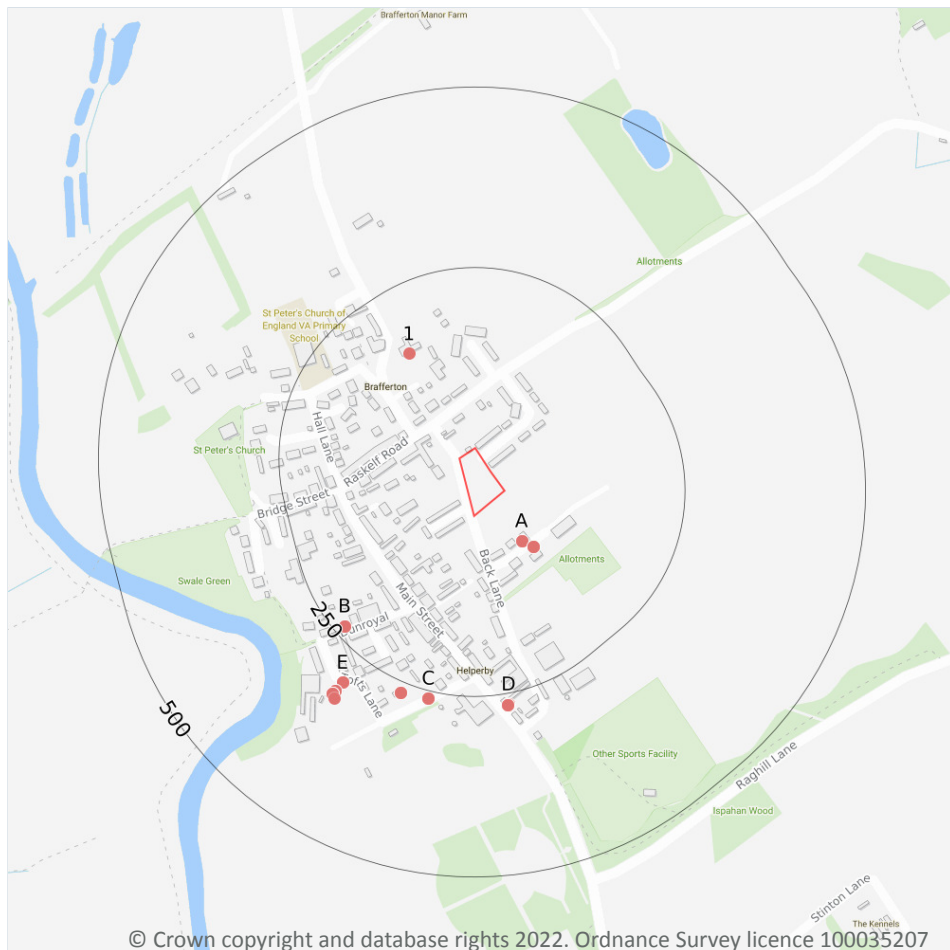 Brafferton Manor Farm
Allotments
St Peter's Church of
England VA Primary
School
1
Brafferton
Hall Lane
Raskelf Road
St Peter's Church
Bridge Street
A
Back Lane
Allotments
Swale Green
B
250
Main Street
E
Helperby
C
D
500
Other Sports Facility
Raghill Lane
Ispahan Wood
Stinton Lane
The Kennels
© Crown copyright and database rights 2022. Ordnance Survey licence 100035207